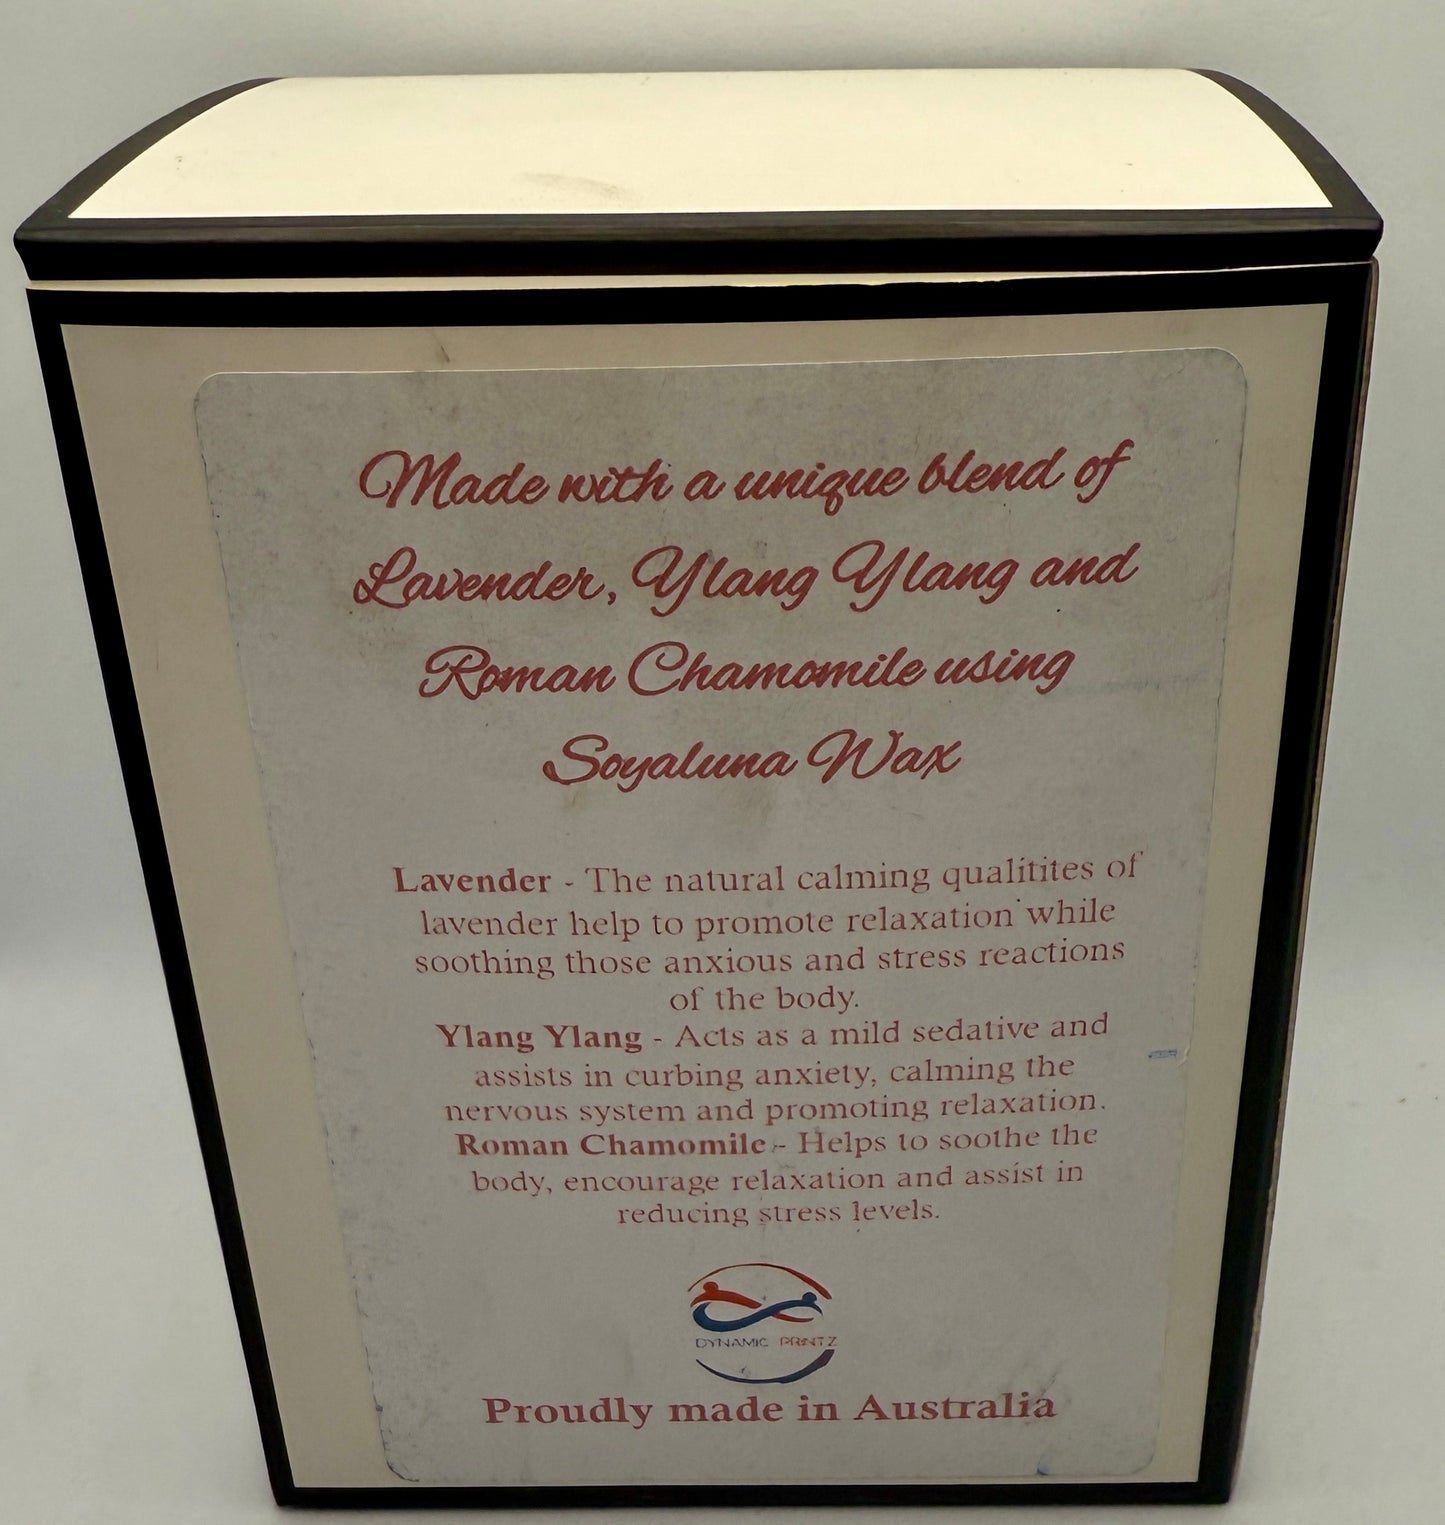 Made with a unique blend of
Lavender, Ylang Ylang and
Roman Chamomile using
Soyaluna Wax
Lavender - The natural calming qualitites of
lavender help to promote relaxation while
soothing those anxious and stress reactions
of the body.
Ylang Ylang - Acts as a mild sedative and
assists in curbing anxiety, calming the
nervous system and promoting relaxation.
Roman Chamomile - Helps to soothe the
body, encourage relaxation and assist in
reducing stress levels.
DYNAMIC PRINTZ
Proudly made in Australia